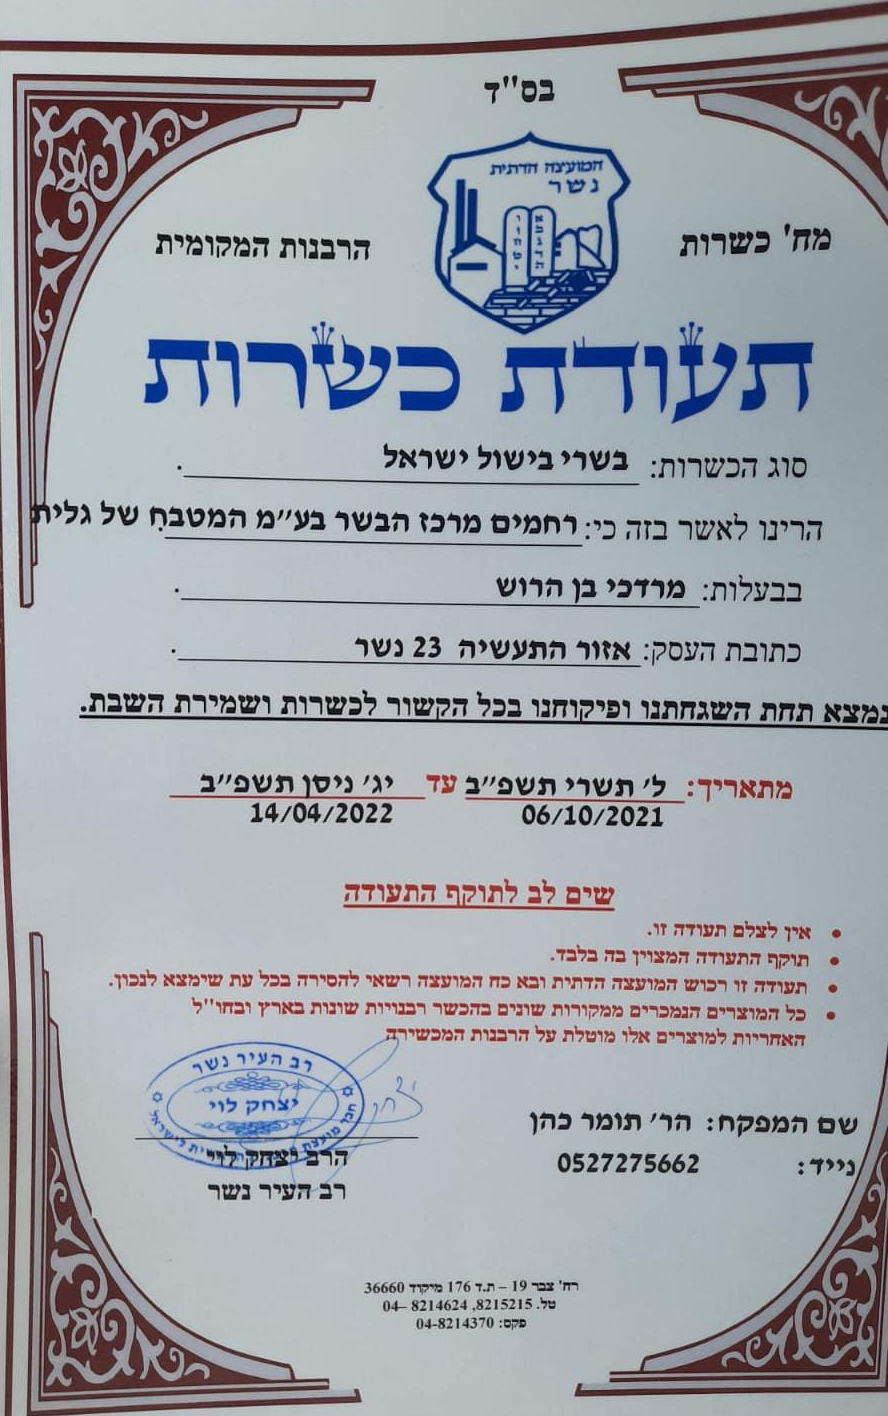 בס"ד
המועצה הדתית
נשר
מח' כשרות
הרבנות המקומית
תעודת כשרות
סוג הכשרות: בשרי בישול ישראל.
הרינו לאשר בזה כי: רחמים מרכז הבשר בע"מ המטבח של גלית
בבעלות: מרדכי בן הרוש.
כתובת העסק: אזור התעשיה 23 נשר.
נמצא תחת השגחתנו ופיקוחנו בכל הקשור לכשרות ושמירת השבת.
מתאריך: ל' תשרי תשפ"ב עד יג' ניסן תשפ"ב
06/10/2021 14/04/2022
שים לב לתוקף התעודה
• אין לצלם תעודה זו.
• תוקף התעודה המצוין בה בלבד.
• תעודה זו רכוש המועצה הדתית ובא כח המועצה רשאי להסירה בכל עת שימצא לנכון.
• כל המוצרים הנמכרים ממקורות שונים בהכשר רבנויות שונות בארץ ובחו"ל
האחריות למוצרים אלו מוטלת על הרבנות המכשירה
רב העיר נשר
יצחק לוי
חבר מועצת
לישראל
שם המפקח: הר' תומר כהן
נייד: 0527275662
הרב יצחק לוי
רב העיר נשר
רח' צבר 19 – ת.ד 176 מיקוד 36660
טל. 8215215, 8214624 –04
פקס: 04-8214370